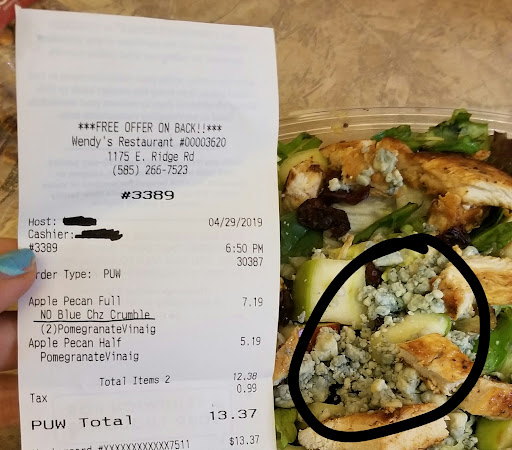 ***FREE OFFER ON BACK!!***
Wendy's Restaurant #00003620
1175 E. Ridge Rd
(585) 266-7523
#3389
Host:
04/29/2019
Cashier:
#3389 6:50 PM
30387
Order Type: PUW
Apple Pecan Full 7.19
NO Blue Chz Crumble
(2)PomegranateVinaig
Apple Pecan Half 5.19
PomegranateVinaig
Total Items 2 12.38
Tax 0.99
PUW Total 13.37
#XXXXXXXXXXXX7511 $13.37